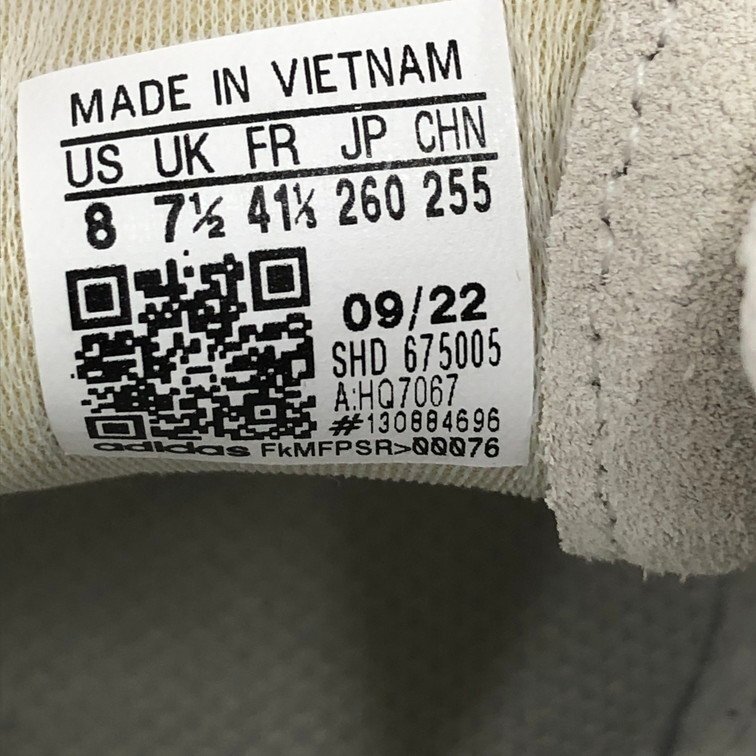 MADE IN VIETNAM
US UK FR JP CHN
8 7½ 41⅓ 260 255
09/22
SHD 675005
A:HQ7067
#130884696
adidas FkMFPSR>00076